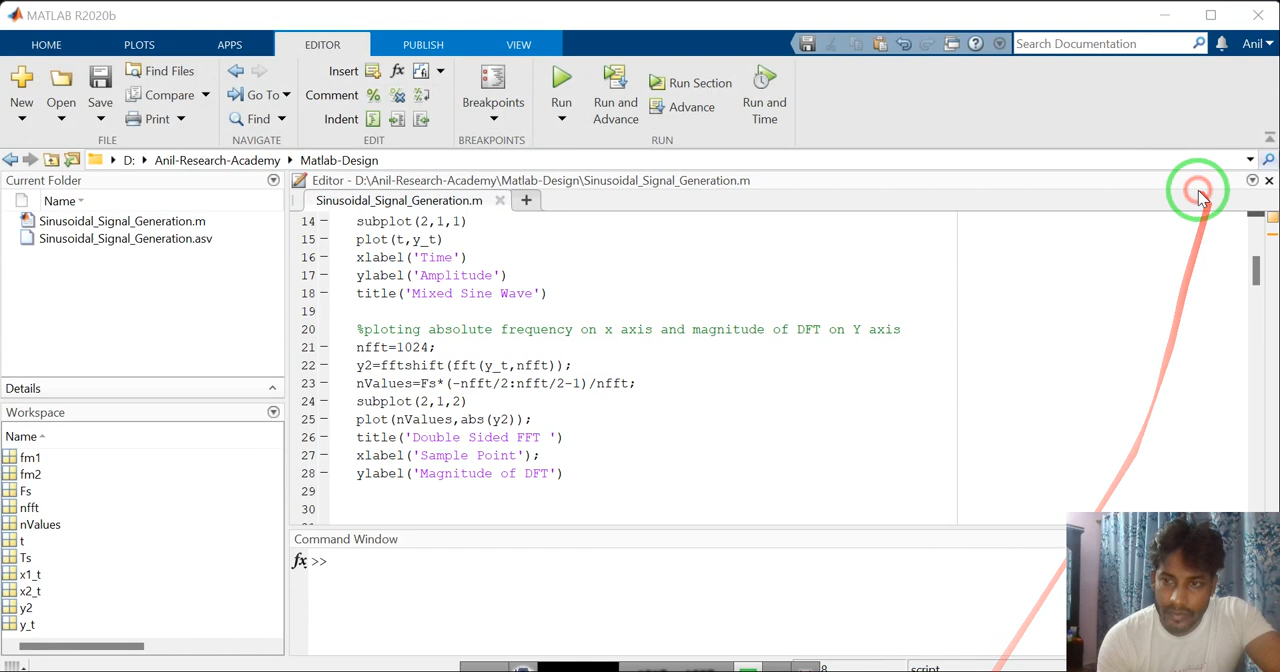 MATLAB R2020b
HOME PLOTS APPS EDITOR PUBLISH VIEW
Search Documentation
Anil
New Open Save
Find Files
Compare
Print
FILE
Go To
Find
NAVIGATE
Insert fx
Comment %
Indent
EDIT
Breakpoints
BREAKPOINTS
Run
Run and Advance
Run Section
Advance
Run and Time
RUN
D: Anil-Research-Academy Matlab-Design
Current Folder
Name
Sinusoidal_Signal_Generation.m
Sinusoidal_Signal_Generation.asv
Details
Workspace
Name
fm1
fm2
Fs
nfft
nValues
t
Ts
x1_t
x2_t
y2
y_t
Editor - D:\Anil-Research-Academy\Matlab-Design\Sinusoidal_Signal_Generation.m
Sinusoidal_Signal_Generation.m
14 – subplot(2,1,1)
15 – plot(t,y_t)
16 – xlabel('Time')
17 – ylabel('Amplitude')
18 – title('Mixed Sine Wave')
19
20 %ploting absolute frequency on x axis and magnitude of DFT on Y axis
21 – nfft=1024;
22 – y2=fftshift(fft(y_t,nfft));
23 – nValues=Fs*(-nfft/2:nfft/2-1)/nfft;
24 – subplot(2,1,2)
25 – plot(nValues,abs(y2));
26 – title('Double Sided FFT ')
27 – xlabel('Sample Point');
28 – ylabel('Magnitude of DFT')
29
30
Command Window
fx >>
script